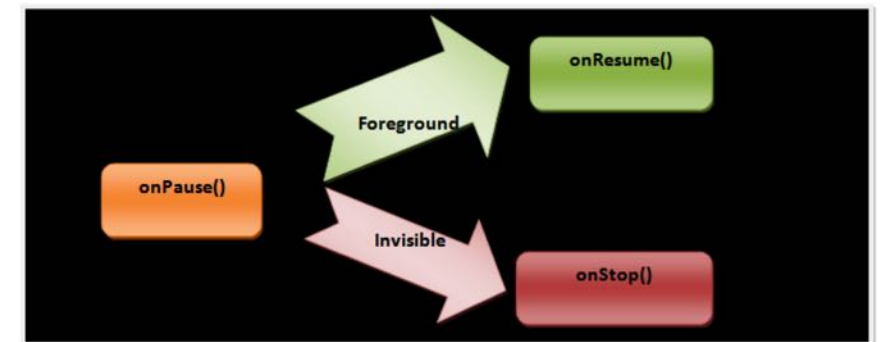 onResume()
Foreground
onPause()
Invisible
onStop()